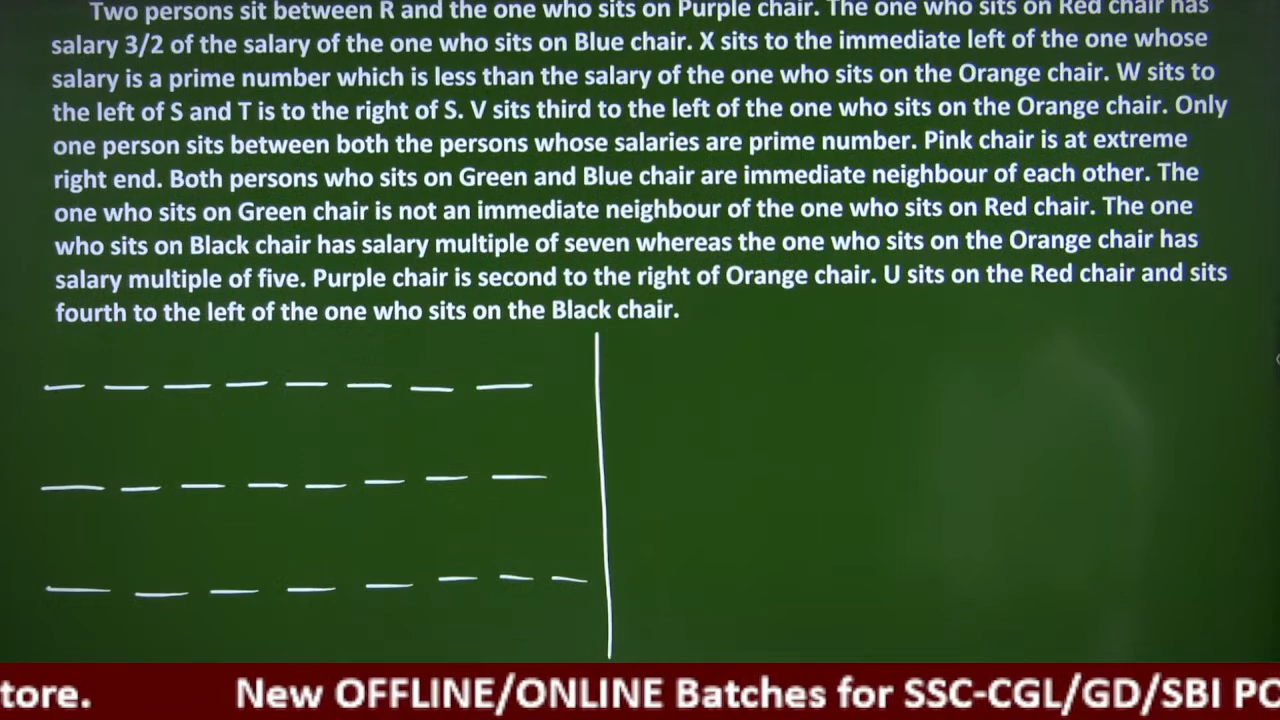 Two persons sit between R and the one who sits on Purple chair. The one who sits on Red chair has
salary 3/2 of the salary of the one who sits on Blue chair. X sits to the immediate left of the one whose
salary is a prime number which is less than the salary of the one who sits on the Orange chair. W sits to
the left of S and T is to the right of S. V sits third to the left of the one who sits on the Orange chair. Only
one person sits between both the persons whose salaries are prime number. Pink chair is at extreme
right end. Both persons who sits on Green and Blue chair are immediate neighbour of each other. The
one who sits on Green chair is not an immediate neighbour of the one who sits on Red chair. The one
who sits on Black chair has salary multiple of seven whereas the one who sits on the Orange chair has
salary multiple of five. Purple chair is second to the right of Orange chair. U sits on the Red chair and sits
fourth to the left of the one who sits on the Black chair.
tore. New OFFLINE/ONLINE Batches for SSC-CGL/GD/SBI PO